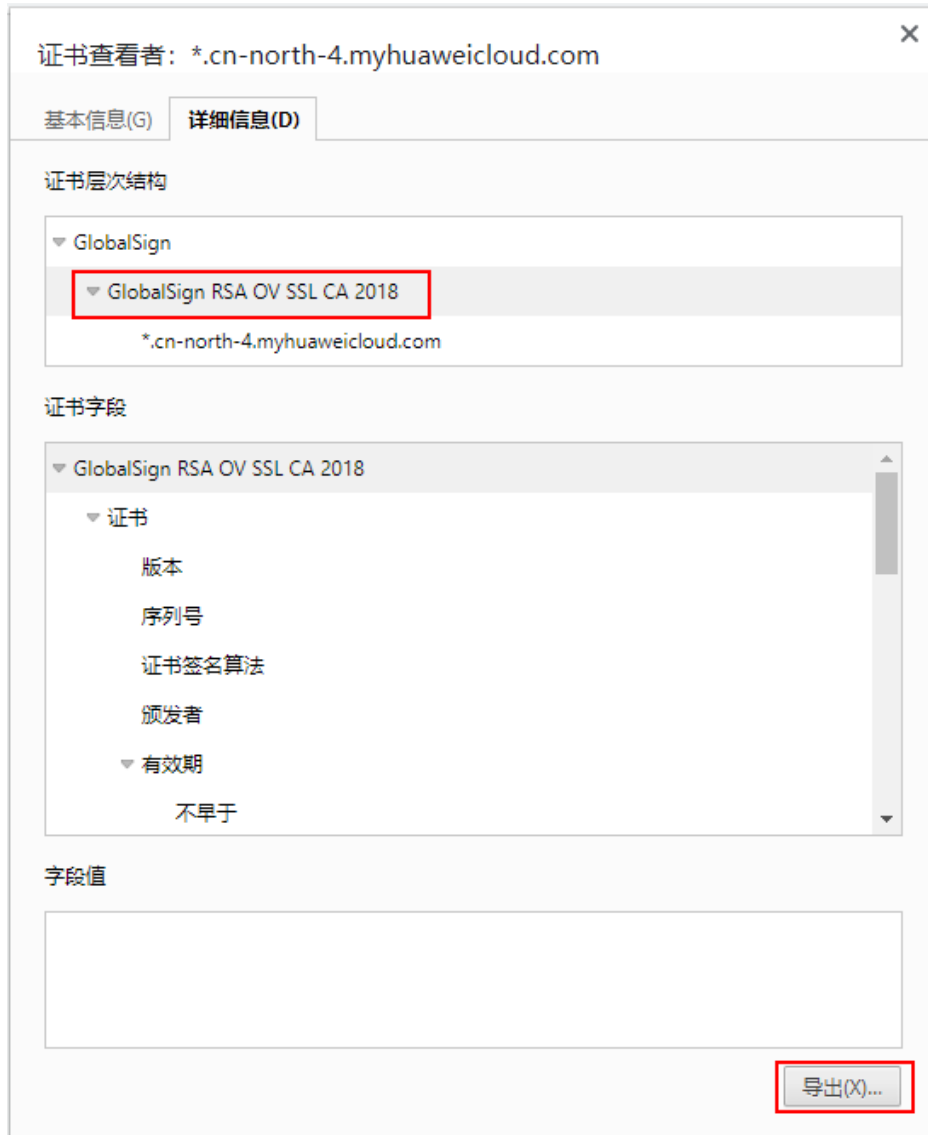 证书查看者：*.cn-north-4.myhuaweicloud.com
基本信息(G) 详细信息(D)
证书层次结构
GlobalSign
GlobalSign RSA OV SSL CA 2018
*.cn-north-4.myhuaweicloud.com
证书字段
GlobalSign RSA OV SSL CA 2018
证书
版本
序列号
证书签名算法
颁发者
有效期
不早于
字段值
导出(X)...